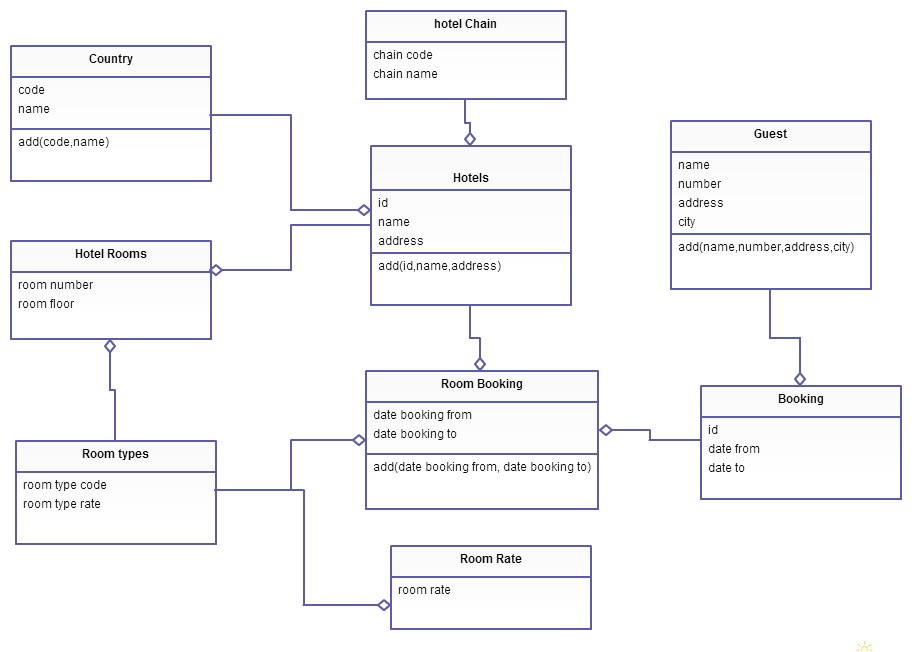 hotel Chain
chain code
chain name
Country
code
name
add(code,name)
Guest
name
number
address
city
add(name,number,address,city)
Hotels
id
name
address
add(id,name,address)
Hotel Rooms
room number
room floor
Room Booking
date booking from
date booking to
add(date booking from, date booking to)
Booking
id
date from
date to
Room types
room type code
room type rate
Room Rate
room rate